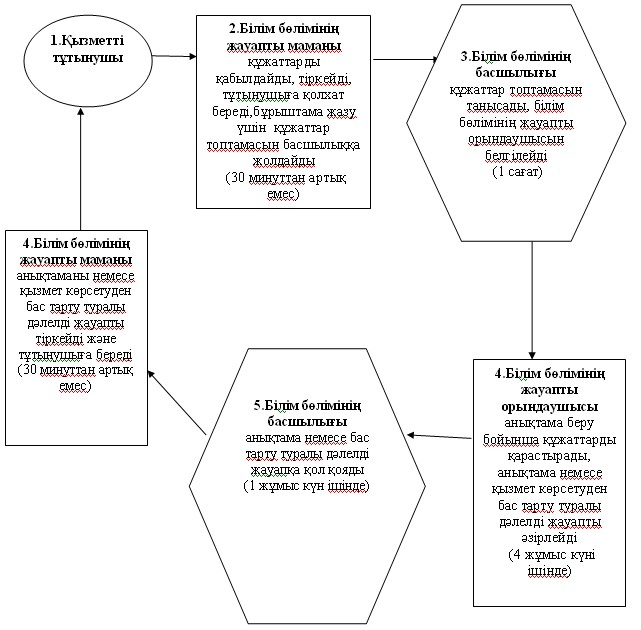 1.Қызметті
тұтынушы
2.Білім бөлімінің
жауапты маманы
құжаттарды
қабылдайды, тіркейді,
тұтынушыға қолхат
береді,бұрыштама жазу
үшін құжаттар
топтамасын басшылыққа
жолдайды
(30 минуттан артық
емес)
3.Білім бөлімінің
басшылығы
құжаттар топтамасын
танысады, білім
бөлімінің жауапты
орындаушысын
белгілейді
(1 сағат)
4.Білім бөлімінің
жауапты
орындаушысы
анықтама беру
бойынша құжаттарды
қарастырады,
анықтама немесе
қызмет көрсетуден
бас тарту туралы
дәлелді жауапты
әзірлейді
(4 жұмыс күні
ішінде)
5.Білім бөлімінің
басшылығы
анықтама немесе бас
тарту туралы дәлелді
жауапқа қол қояды
(1 жұмыс күн ішінде)
4.Білім бөлімінің
жауапты маманы
анықтаманы немесе
қызмет көрсетуден
бас тарту туралы
дәлелді жауапты
тіркейді және
тұтынушыға береді
(30 минуттан артық
емес)